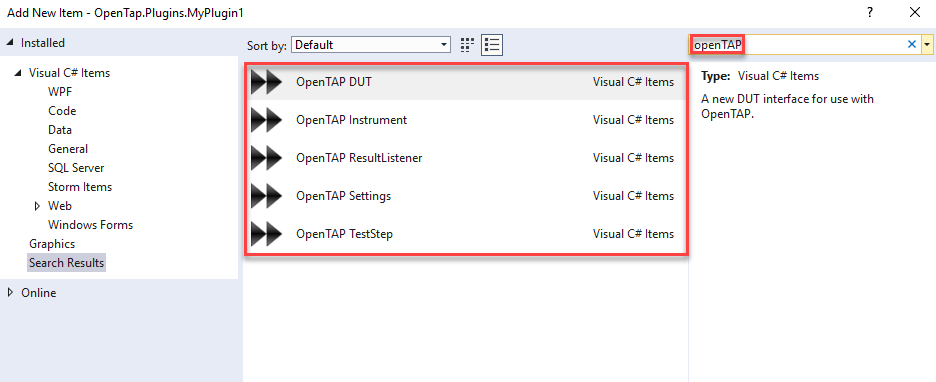 Add New Item - OpenTap.Plugins.MyPlugin1
?
Installed
Visual C# Items
WPF
Code
Data
General
SQL Server
Storm Items
Web
Windows Forms
Graphics
Search Results
Online
Sort by: Default
OpenTAP DUT Visual C# Items
OpenTAP Instrument Visual C# Items
OpenTAP ResultListener Visual C# Items
OpenTAP Settings Visual C# Items
OpenTAP TestStep Visual C# Items
openTAP
Type: Visual C# Items
A new DUT interface for use with
OpenTAP.